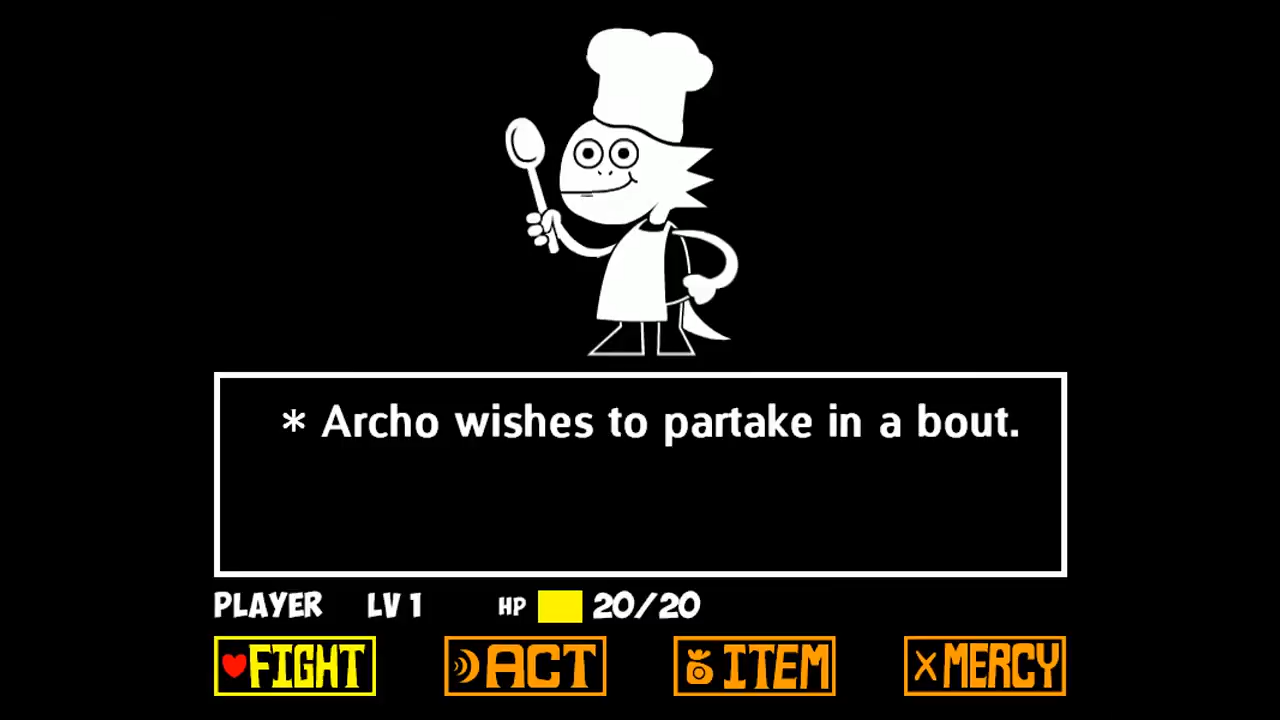 * Archo wishes to partake in a bout.
PLAYER LV 1 HP 20/20
FIGHT ACT ITEM MERCY